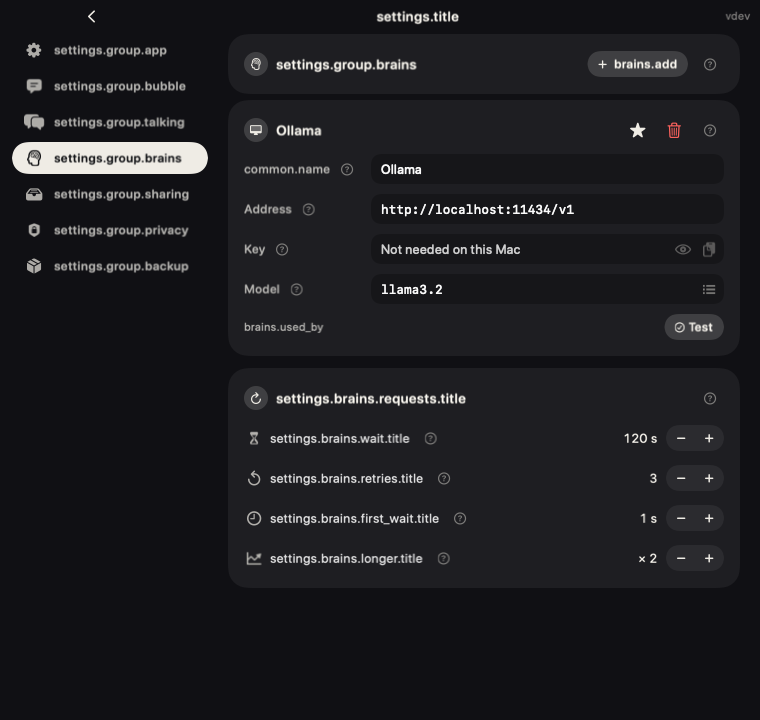 settings.title
vdev
settings.group.app
settings.group.bubble
settings.group.talking
settings.group.brains
settings.group.sharing
settings.group.privacy
settings.group.backup
settings.group.brains
+ brains.add
Ollama
common.name
Ollama
Address
http://localhost:11434/v1
Key
Not needed on this Mac
Model
llama3.2
brains.used_by
Test
settings.brains.requests.title
settings.brains.wait.title
120 s
settings.brains.retries.title
3
settings.brains.first_wait.title
1 s
settings.brains.longer.title
× 2